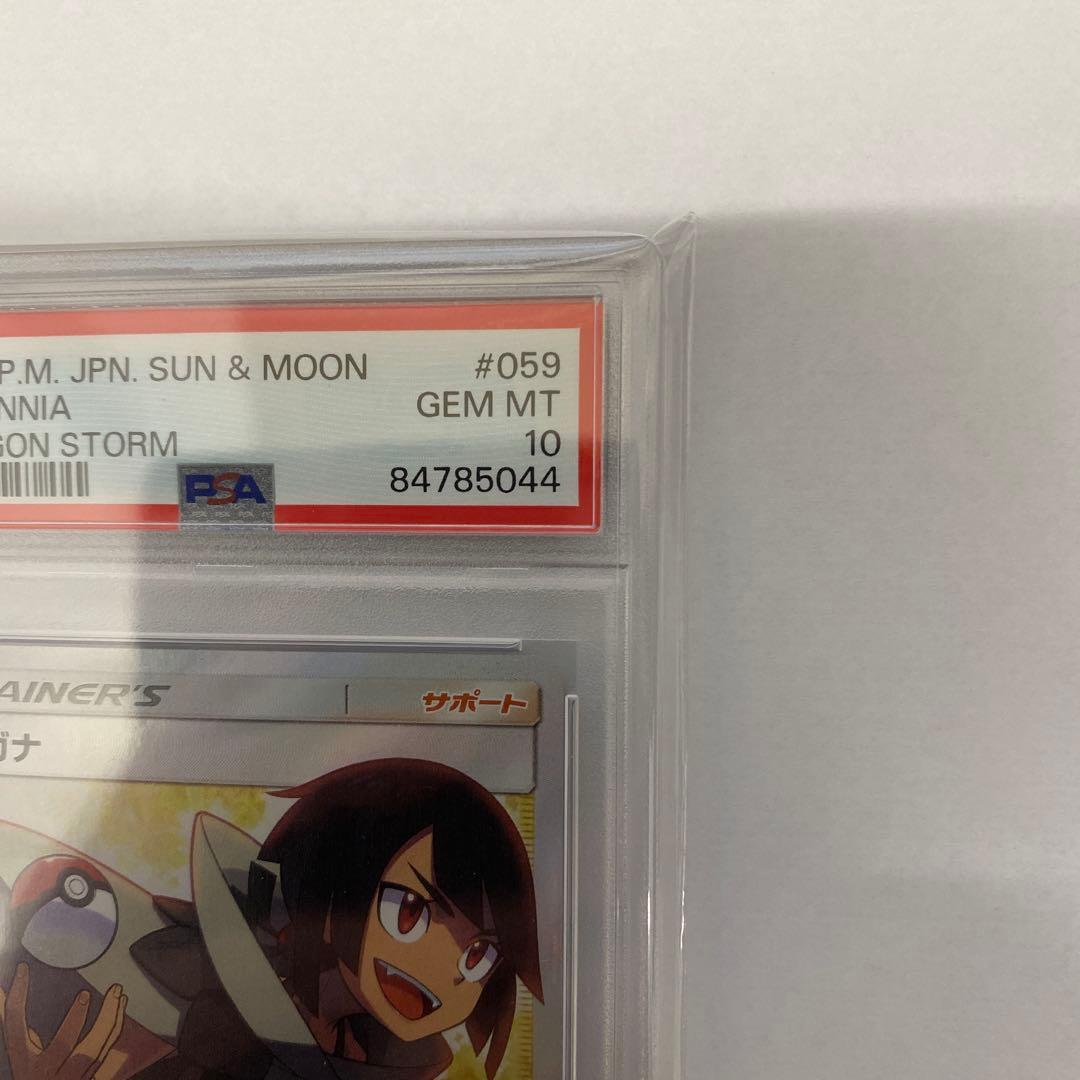 P.M. JPN. SUN & MOON #059
NNIA GEM MT
GON STORM 10
84785044
PSA
AINER'S サポート
ガナ